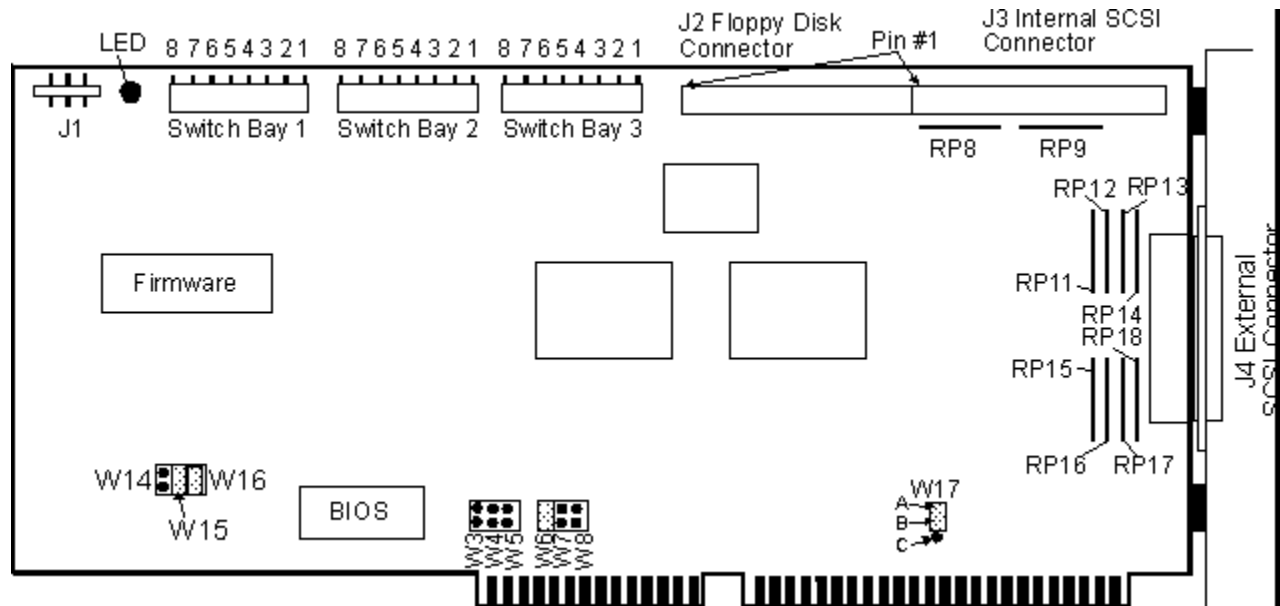 LED
8 7 6 5 4 3 2 1
8 7 6 5 4 3 2 1
8 7 6 5 4 3 2 1
J2 Floppy Disk
Connector
Pin #1
J3 Internal SCSI
Connector
J1
Switch Bay 1
Switch Bay 2
Switch Bay 3
RP8
RP9
RP12
RP13
Firmware
RP11
RP14
RP18
RP15
RP16
RP17
J4 External
SCSI Connector
W14
W16
W15
BIOS
W3
W4
W5
W6
W7
W8
W17
A
B
C